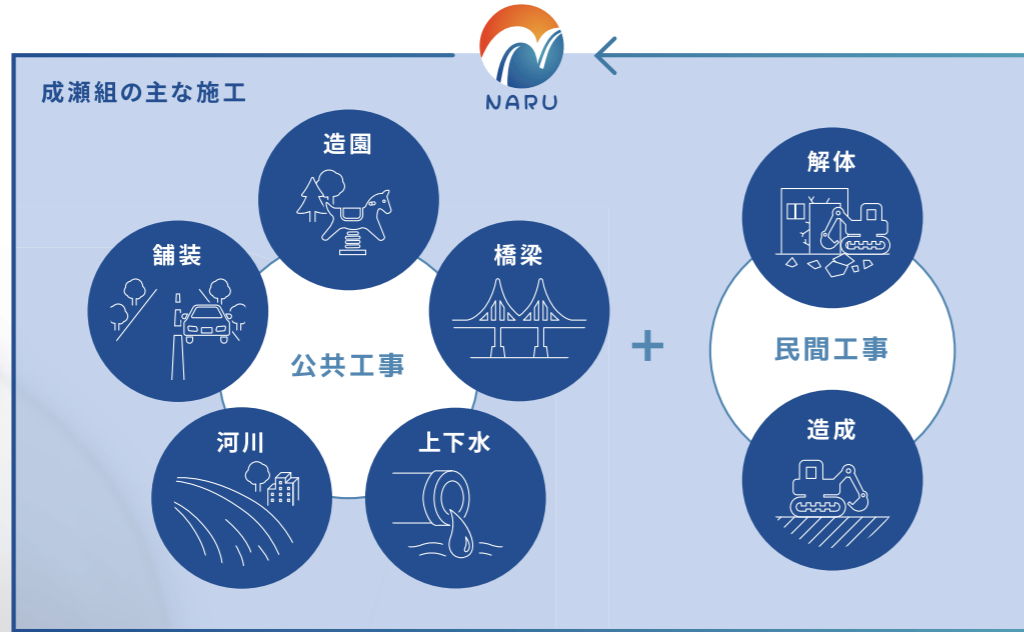 NARU
成瀬組の主な施工
造園
舗装
橋梁
公共工事
河川
上下水
+
解体
民間工事
造成